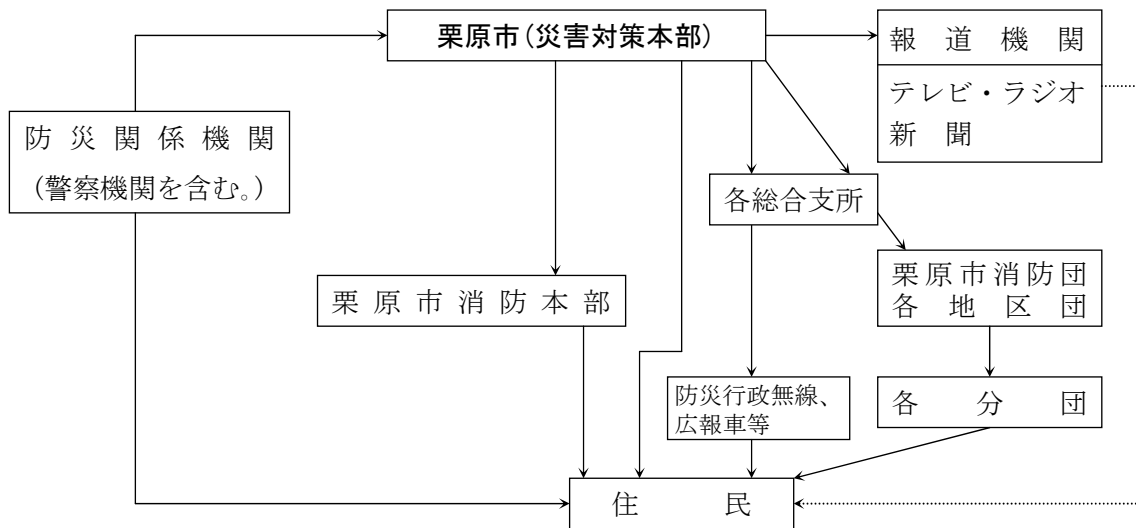 栗原市（災害対策本部）
報道機関
テレビ・ラジオ
新聞
防災関係機関
（警察機関を含む。）
各総合支所
栗原市消防団
各地区団
栗原市消防本部
防災行政無線、
広報車等
各分団
住民